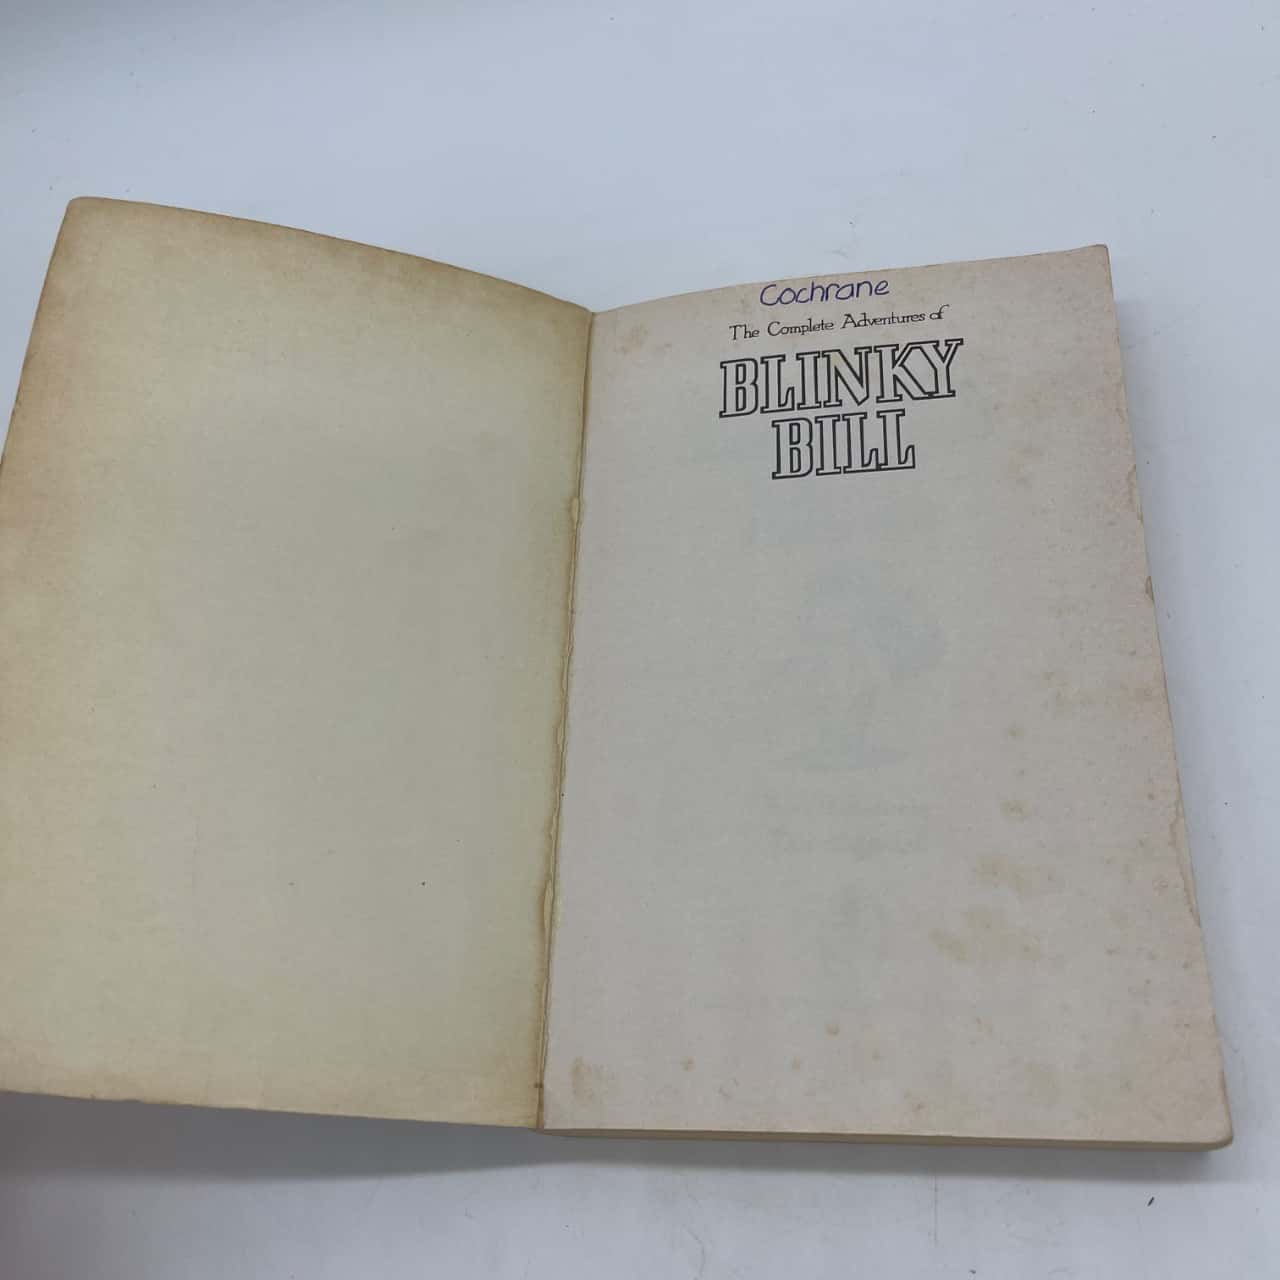 Cochrane
The Complete Adventures of
BLINKY
BILL